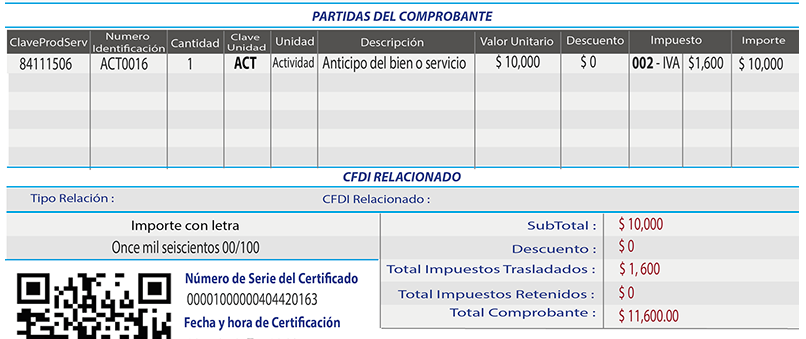 PARTIDAS DEL COMPROBANTE
ClaveProdServ Numero Identificación Cantidad Clave Unidad Unidad Descripción Valor Unitario Descuento Impuesto Importe
84111506 ACT0016 1 ACT Actividad Anticipo del bien o servicio $ 10,000 $ 0 002 - IVA $1,600 $ 10,000
CFDI RELACIONADO
Tipo Relación : CFDI Relacionado :
Importe con letra
Once mil seiscientos 00/100
SubTotal : $ 10,000
Descuento : $ 0
Total Impuestos Trasladados : $ 1, 600
Total Impuestos Retenidos : $ 0
Total Comprobante : $ 11,600.00
Número de Serie del Certificado
00001000000404420163
Fecha y hora de Certificación